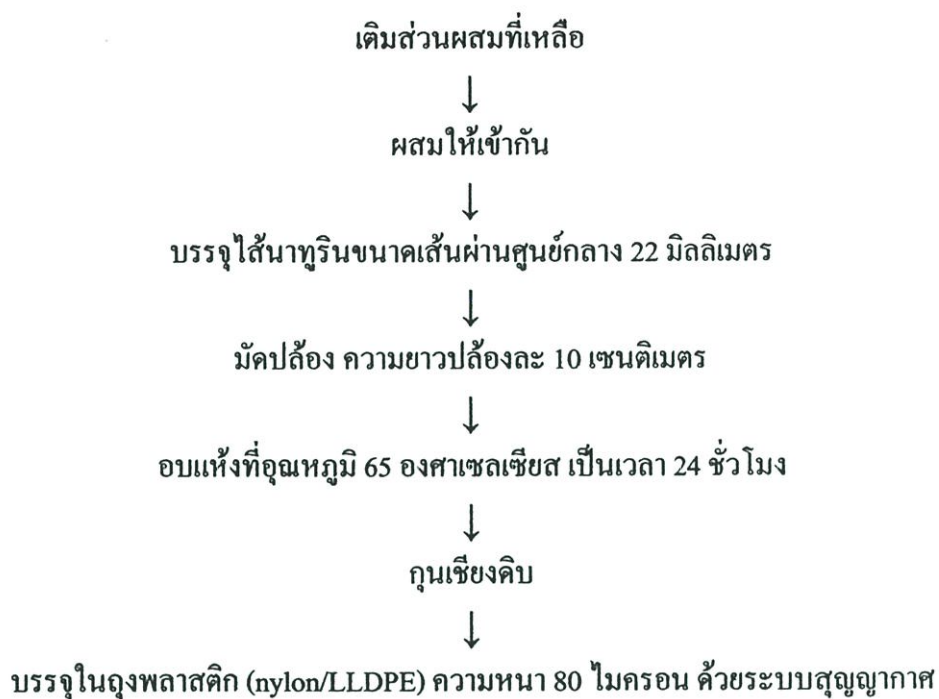 เติมส่วนผสมที่เหลือ
↓
ผสมให้เข้ากัน
↓
บรรจุไส้นาทูรินขนาดเส้นผ่านศูนย์กลาง 22 มิลลิเมตร
↓
มัดปล้อง ความยาวปล้องละ 10 เซนติเมตร
↓
อบแห้งที่อุณหภูมิ 65 องศาเซลเซียส เป็นเวลา 24 ชั่วโมง
↓
กุนเชียงดิบ
↓
บรรจุในถุงพลาสติก (nylon/LLDPE) ความหนา 80 ไมครอน ด้วยระบบสุญญากาศ